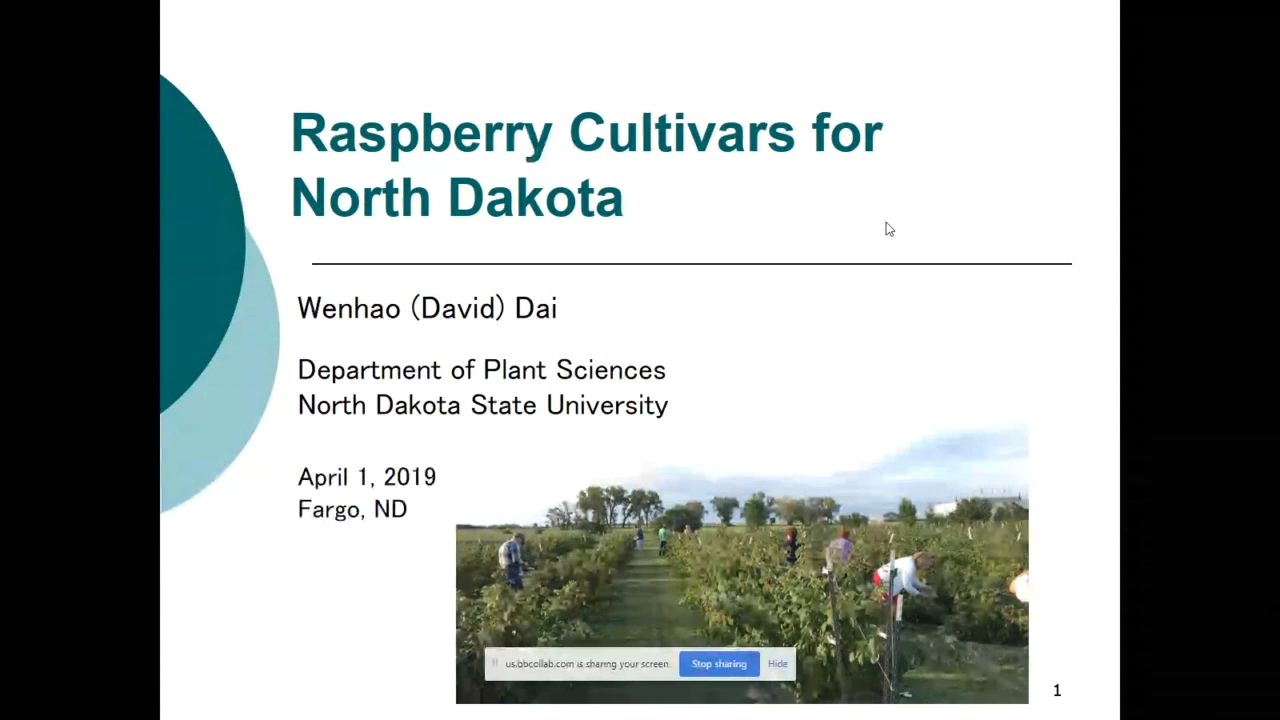 Raspberry Cultivars for
North Dakota
Wenhao (David) Dai
Department of Plant Sciences
North Dakota State University
April 1, 2019
Fargo, ND
us.bbcollab.com is sharing your screen. Stop sharing Hide
1